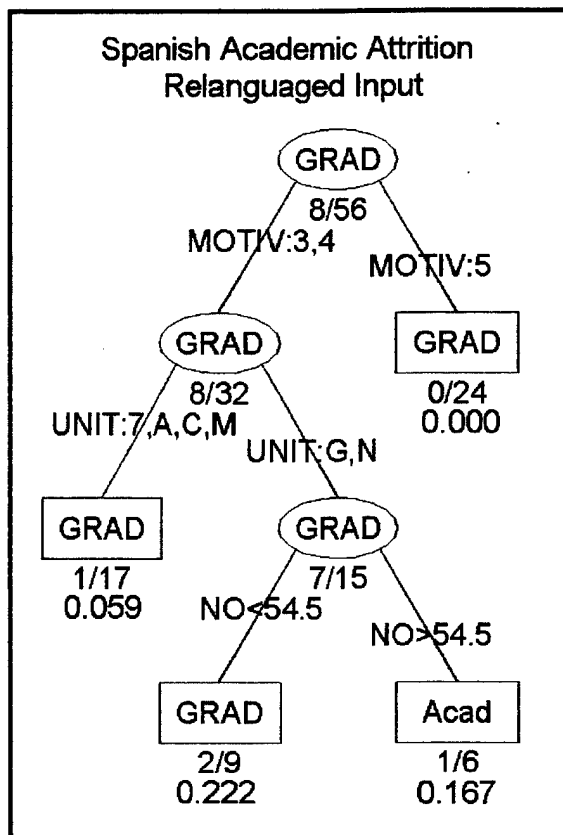 Spanish Academic Attrition
Relanguaged Input
GRAD
8/56
MOTIV:3,4
MOTIV:5
GRAD
8/32
GRAD
0/24
0.000
UNIT:7,A,C,M
UNIT:G,N
GRAD
1/17
0.059
GRAD
7/15
NO<54.5
NO>54.5
GRAD
2/9
0.222
Acad
1/6
0.167